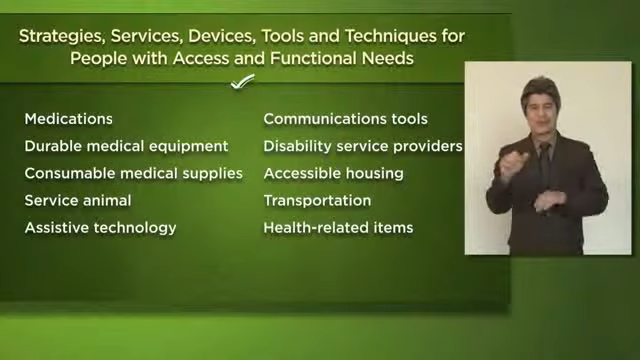 Strategies, Services, Devices, Tools and Techniques for
People with Access and Functional Needs
Medications
Durable medical equipment
Consumable medical supplies
Service animal
Assistive technology
Communications tools
Disability service providers
Accessible housing
Transportation
Health-related items